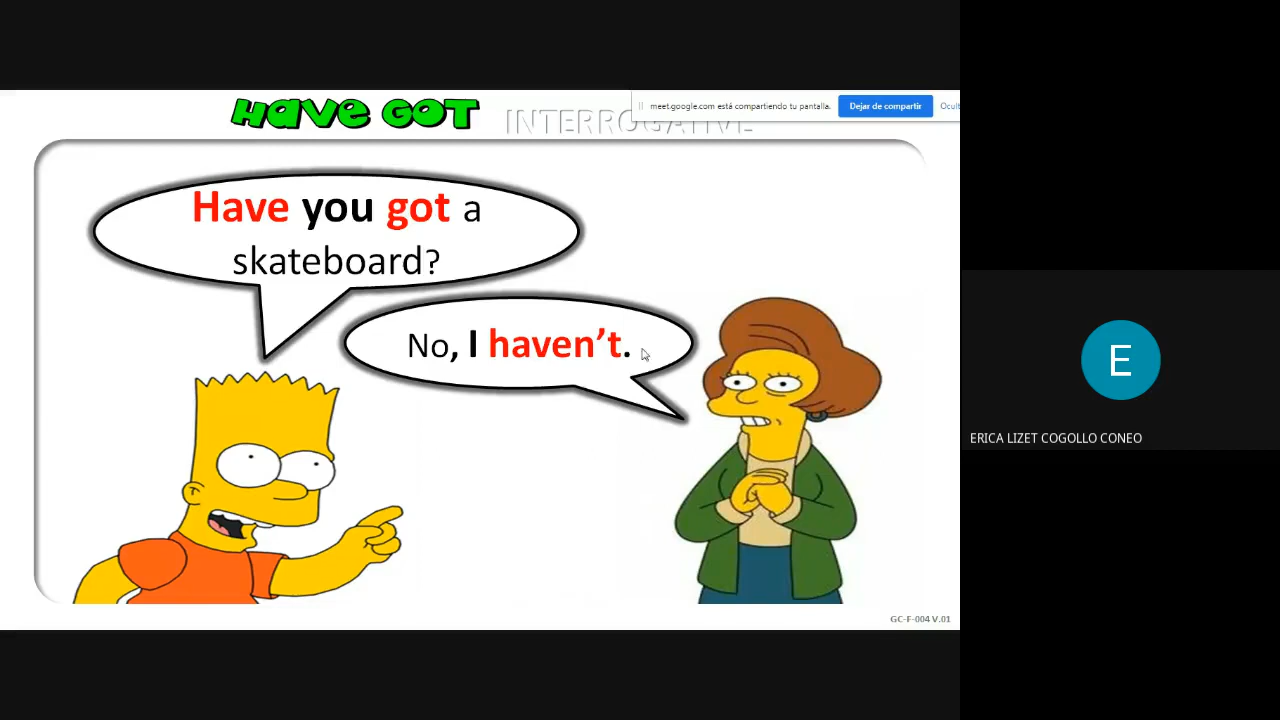 HAVE GOT
INTERROGATIVE
meet.google.com está compartiendo tu pantalla.
Dejar de compartir
Ocult
Have you got a
skateboard?
No, I haven't.
E
ERICA LIZET COGOLLO CONEO
GC-F-004 V.01